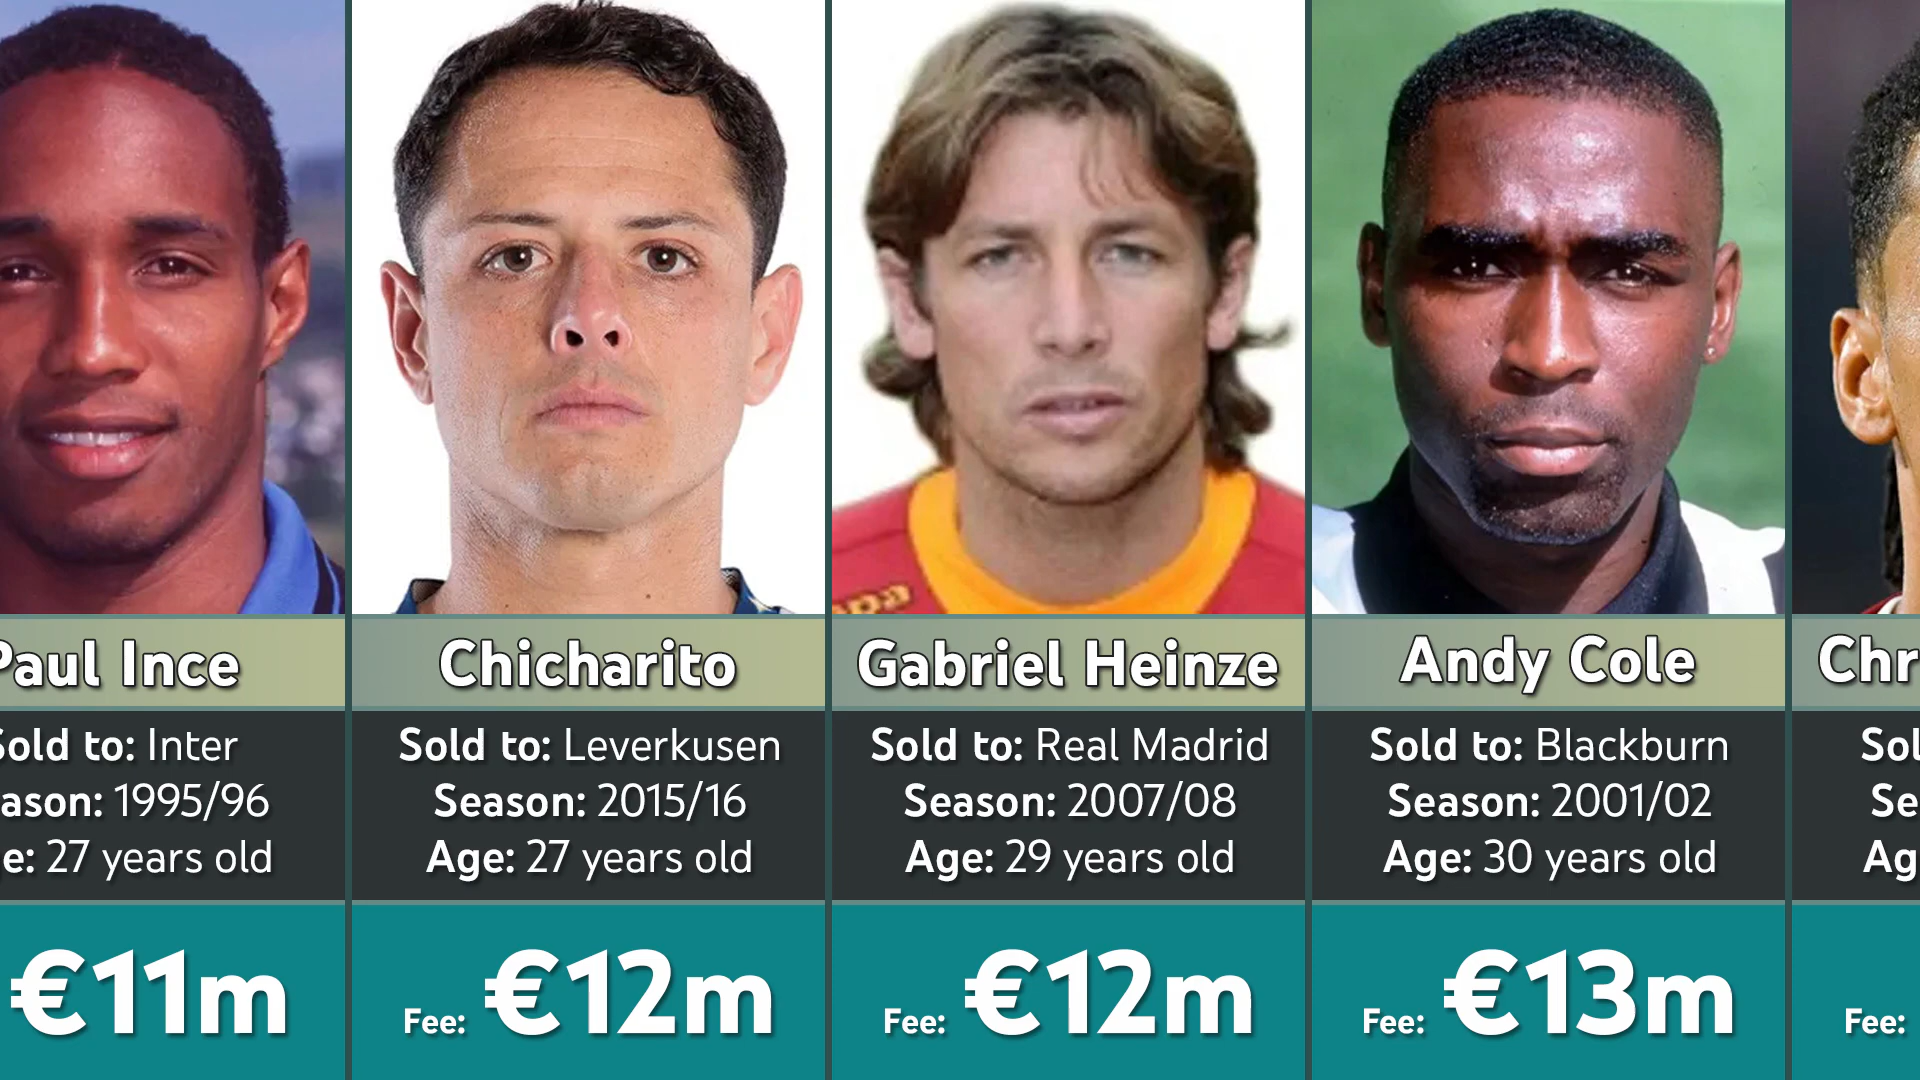 Paul Ince
Sold to: Inter
ason: 1995/96
e: 27 years old
€11m
Chicharito
Sold to: Leverkusen
Season: 2015/16
Age: 27 years old
Fee: €12m
Gabriel Heinze
Sold to: Real Madrid
Season: 2007/08
Age: 29 years old
Fee: €12m
Andy Cole
Sold to: Blackburn
Season: 2001/02
Age: 30 years old
Fee: €13m
Chr
Sol
Se
Ag
Fee: